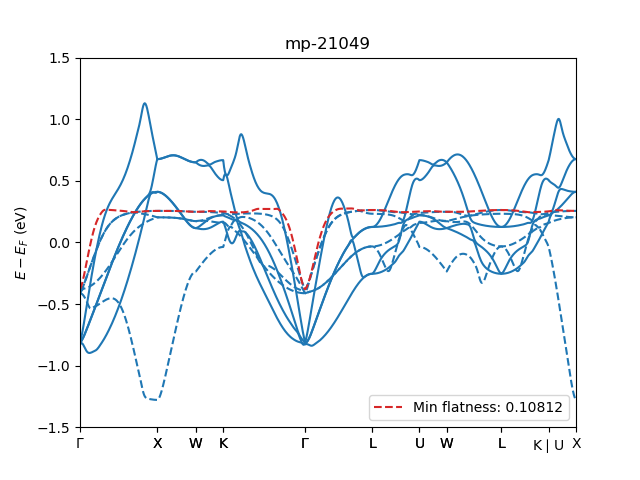 mp-21049
1.5
1.0
0.5
0.0
−0.5
−1.0
−1.5
E − E_F (eV)
Min flatness: 0.10812
Γ X W K Γ L U W L K | U X